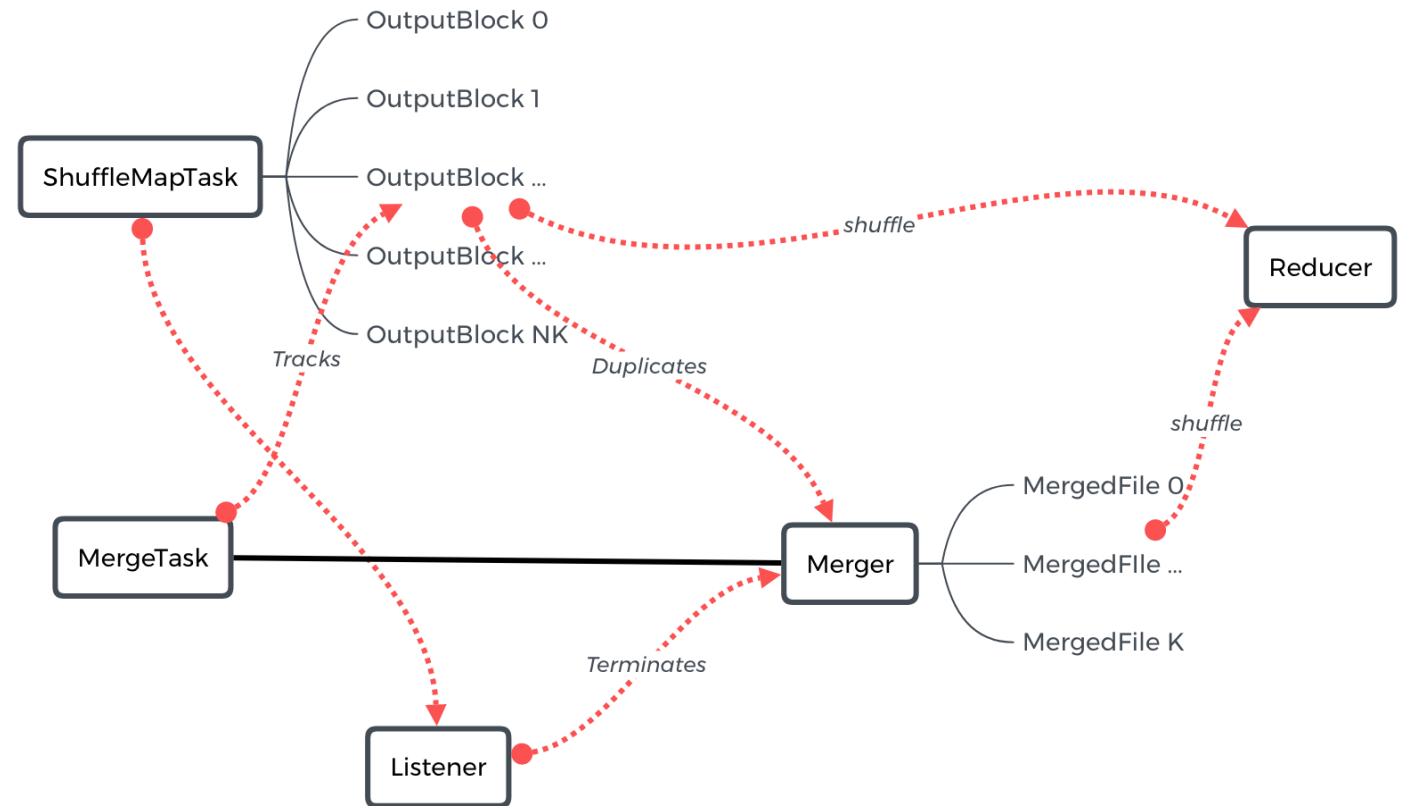 OutputBlock 0
OutputBlock 1
ShuffleMapTask
OutputBlock ...
shuffle
OutputBlock ...
Reducer
OutputBlock NK
Tracks
Duplicates
shuffle
MergedFile 0
MergeTask
Merger
MergedFIle ...
MergedFile K
Terminates
Listener